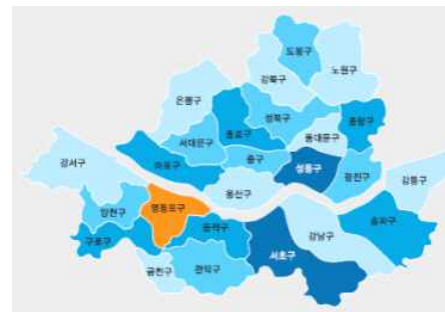 도봉구
노원구
강북구
은평구
성북구
중랑구
종로구
서대문구
동대문구
강서구
마포구
중구
성동구
광진구
강동구
용산구
양천구
영등포구
송파구
구로구
동작구
강남구
서초구
금천구
관악구